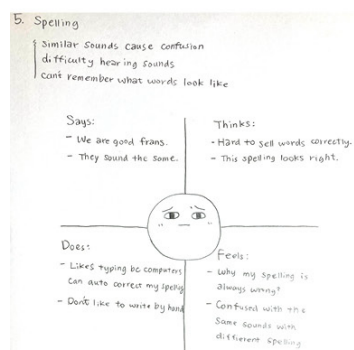 5. Spelling
Similar sounds cause confusion
difficulty hearing sounds
can't remember what words look like
Says:
- We are good frans.
- They sound the same.
Thinks:
- Hard to sell words correctly.
- This spelling looks right.
Does:
- Likes typing bc computers
can auto correct my spelling
- Don't like to write by hand
Feels:
- Why my spelling is
always wrong?
- Confused with the
same sounds with
different spelling